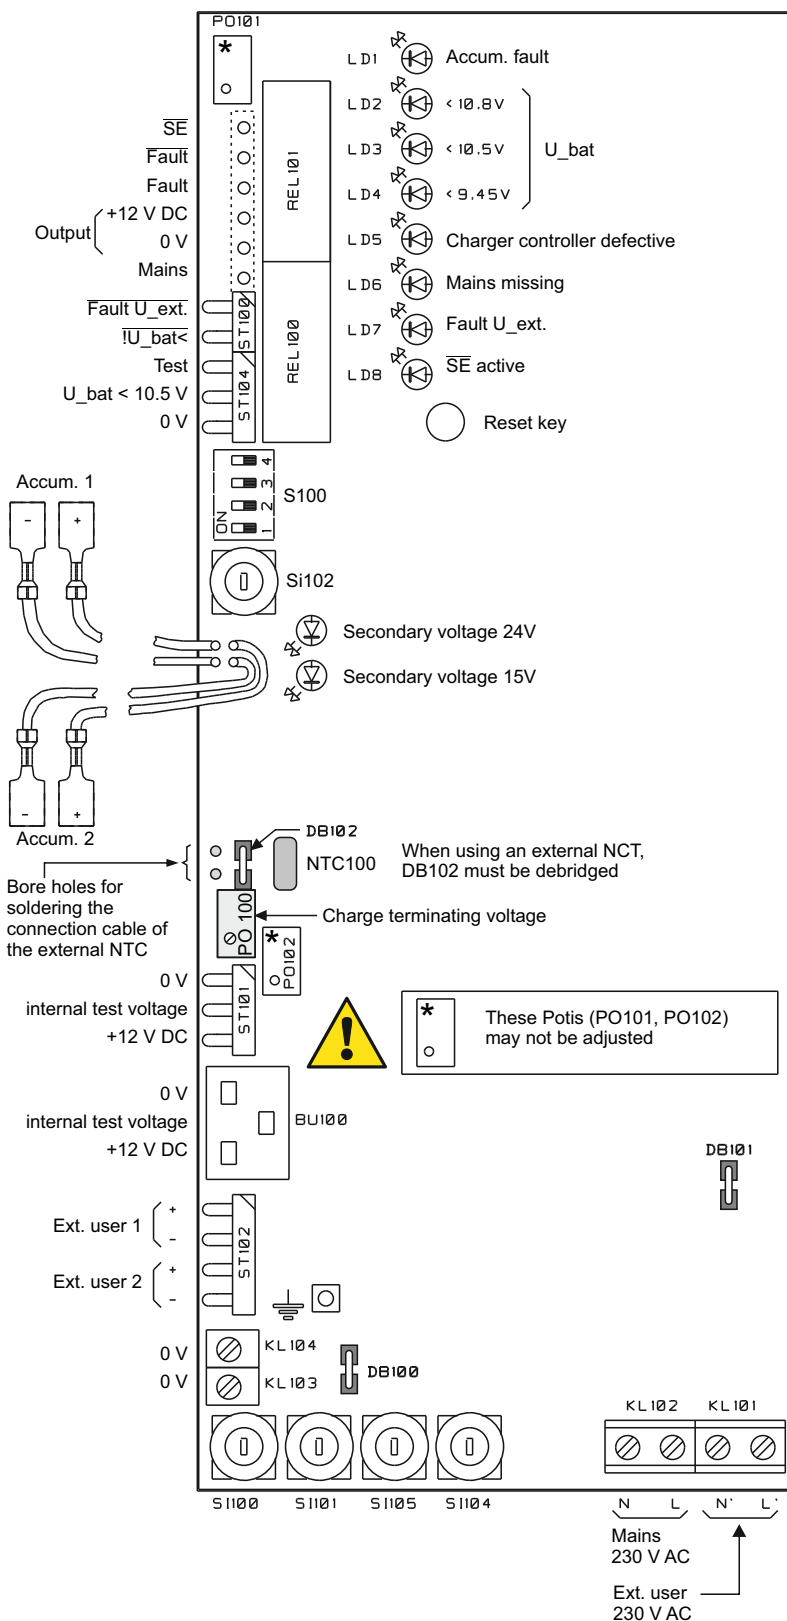 PO101
*
LD1 Accum. fault
LD2 < 10.8V
LD3 < 10.5V
U_bat
LD4 < 9.45V
LD5 Charger controller defective
LD6 Mains missing
LD7 Fault U_ext.
LD8 S̅E̅ active
Reset key
S̅E̅
F̅a̅u̅l̅t̅
Fault
+12 V DC
Output
0 V
Mains
F̅a̅u̅l̅t̅ ̅U̅_̅e̅x̅t̅.̅
!̅U̅_̅b̅a̅t̅<̅
Test
U_bat < 10.5 V
0 V
REL101
REL100
ST100
ST104
4
3
2
1
ON
S100
Accum. 1
- +
Si102
Secondary voltage 24V
Secondary voltage 15V
- +
Accum. 2
DB102
NTC100
When using an external NCT,
DB102 must be debridged
Bore holes for
soldering the
connection cable of
the external NTC
PO 100
Charge terminating voltage
*
PO102
0 V
internal test voltage
+12 V DC
ST101
!
*
These Potis (PO101, PO102)
may not be adjusted
0 V
internal test voltage
+12 V DC
BU100
DB101
Ext. user 1
+
-
Ext. user 2
+
-
ST102
0 V
KL104
0 V
KL103
DB100
KL102 KL101
SI100 SI101 SI105 SI104
N L N' L'
Mains
230 V AC
Ext. user
230 V AC